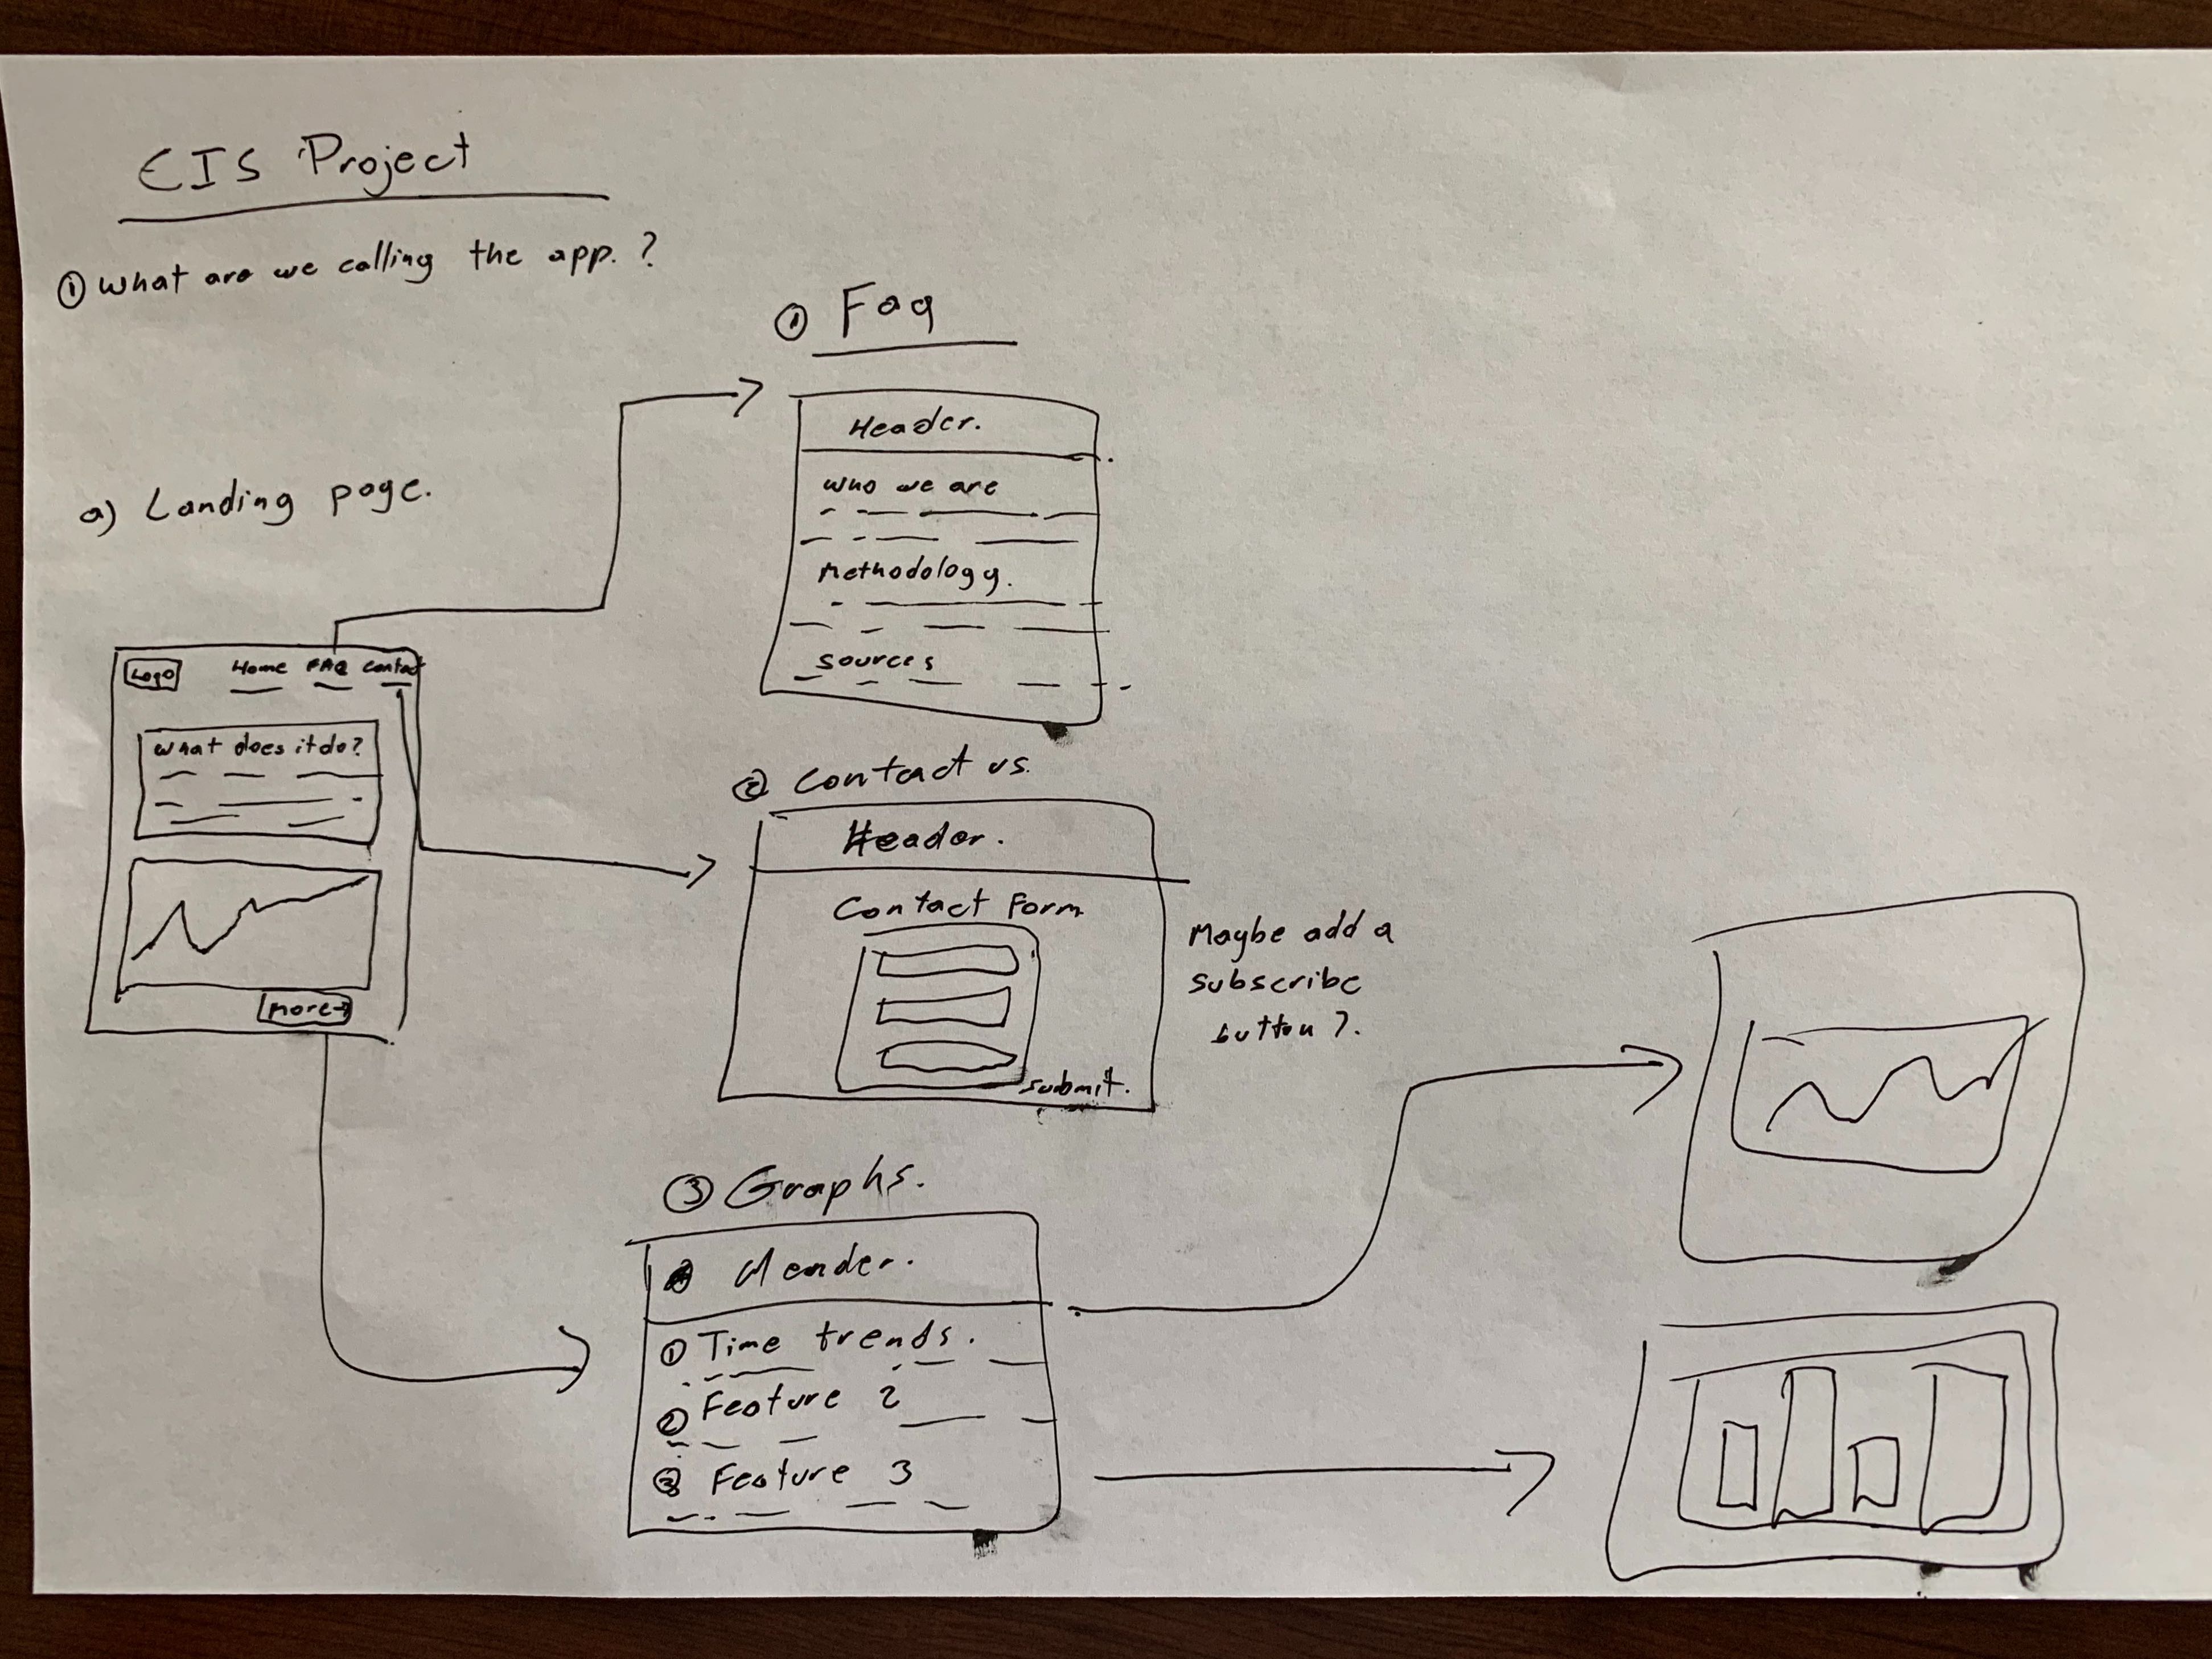 CIS Project
① What are we calling the app.?
a) Landing page.
Logo Home FAQ Contact
What does it do?
more→
① Faq
Header.
who we are
Methodology.
sources
② Contact us.
Header.
Contact Form
submit.
Maybe add a
subscribe
button?.
③ Graphs.
Header.
① Time trends.
② Feature 2
③ Feature 3